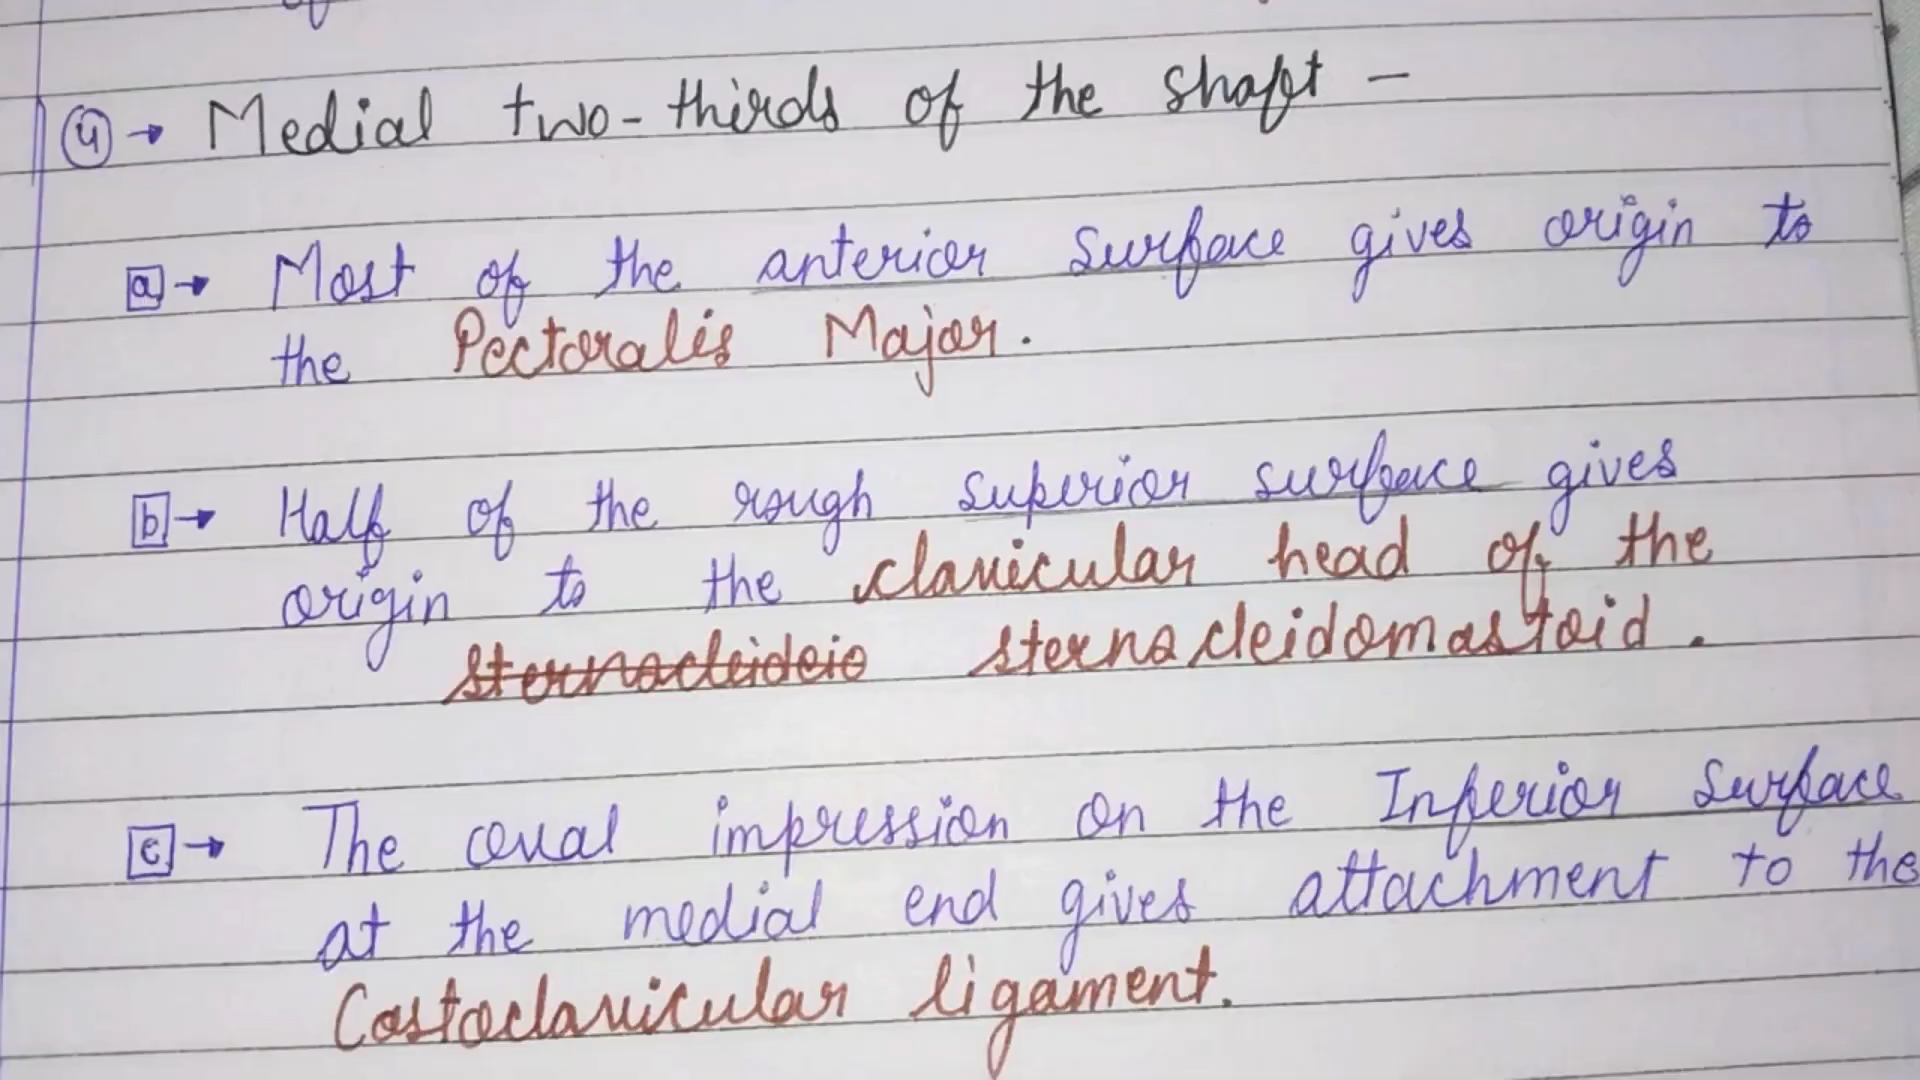 ④→ Medial two-thirds of the shaft –
a→ Most of the anterior surface gives origin to
the Pectoralis Major.
b→ Half of the rough superior surface gives
origin to the clavicular head of the
sternocleideio sternocleidomastoid.
c→ The oval impression on the Inferior Surface
at the medial end gives attachment to the
Costoclavicular ligament.